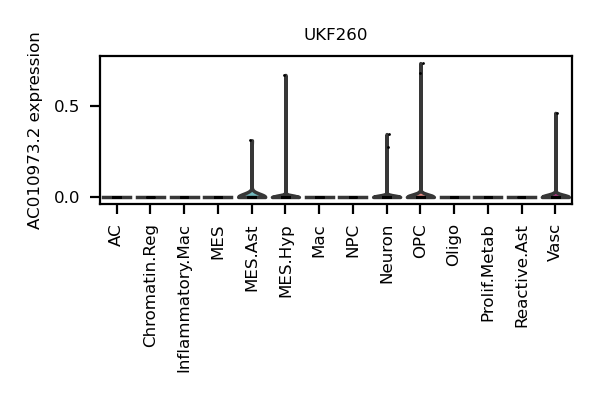 UKF260
AC010973.2 expression
0.5
0.0
AC
Chromatin.Reg
Inflammatory.Mac
MES
MES.Ast
MES.Hyp
Mac
NPC
Neuron
OPC
Oligo
Prolif.Metab
Reactive.Ast
Vasc